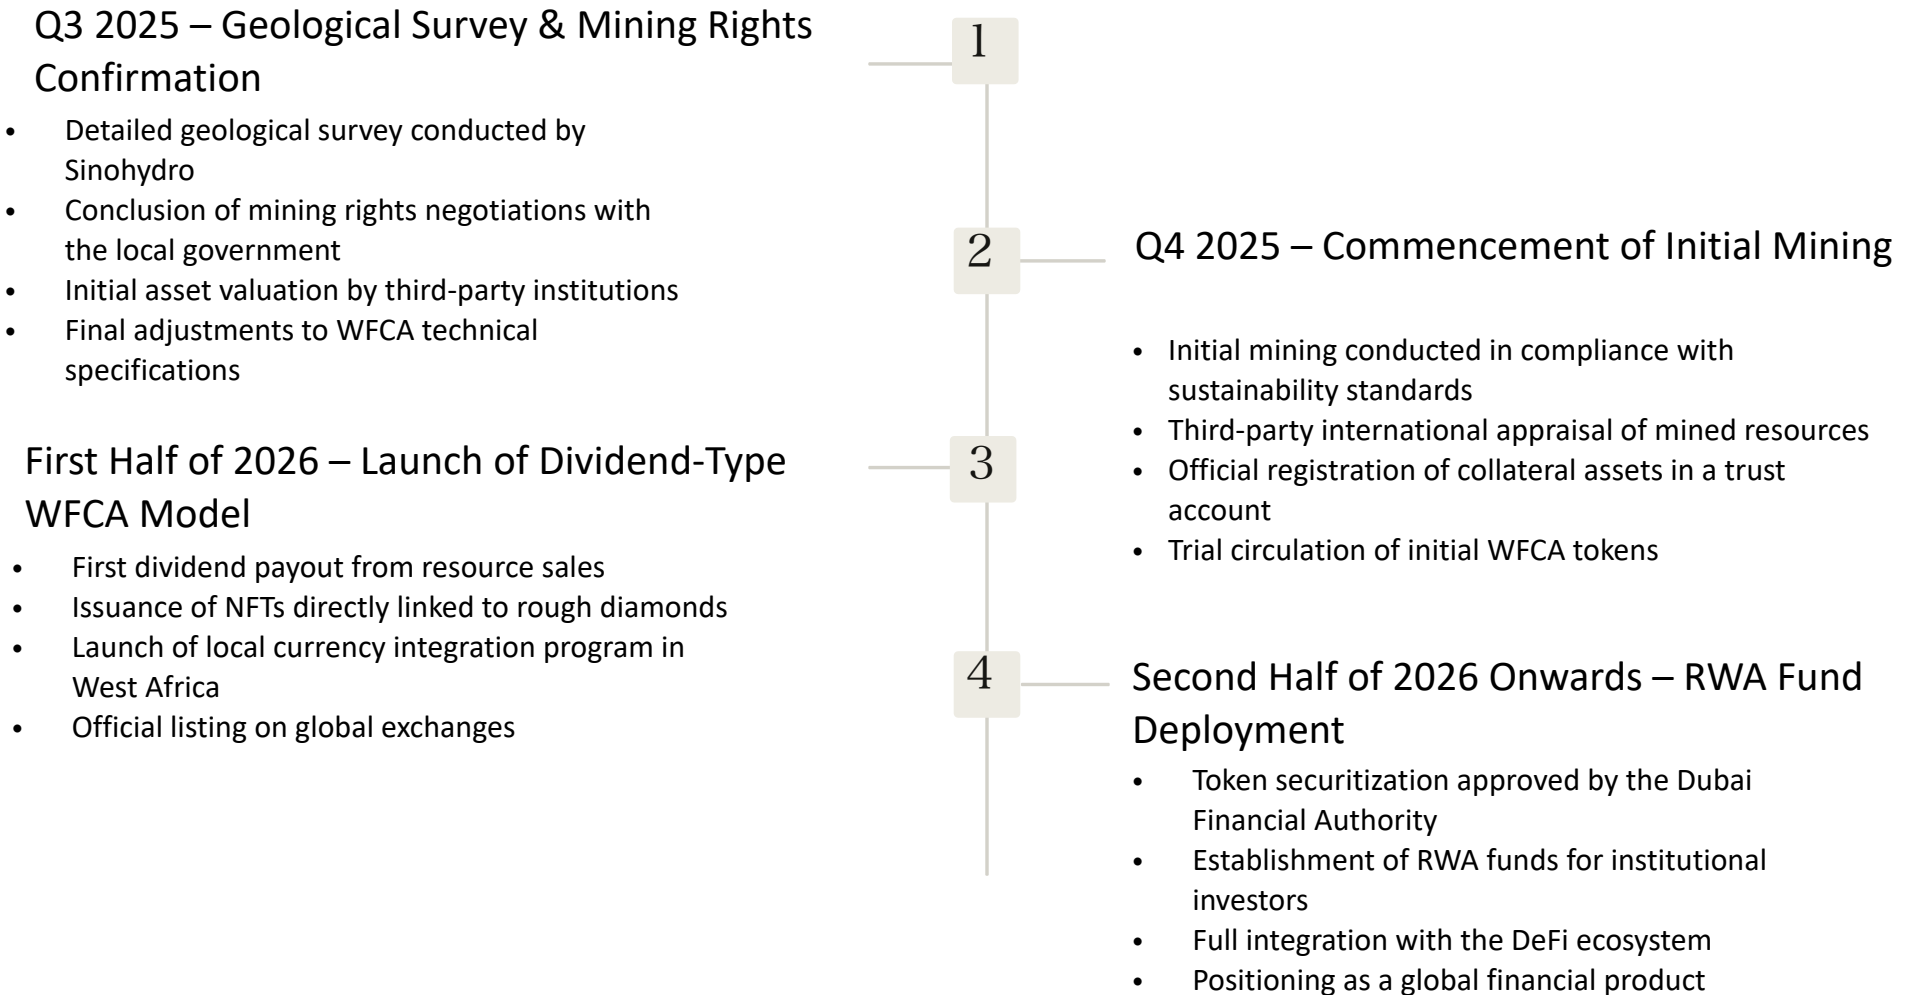 Q3 2025 – Geological Survey & Mining Rights
Confirmation
• Detailed geological survey conducted by
Sinohydro
• Conclusion of mining rights negotiations with
the local government
• Initial asset valuation by third-party institutions
• Final adjustments to WFCA technical
specifications
1
2
Q4 2025 – Commencement of Initial Mining
• Initial mining conducted in compliance with
sustainability standards
• Third-party international appraisal of mined resources
• Official registration of collateral assets in a trust
account
• Trial circulation of initial WFCA tokens
First Half of 2026 – Launch of Dividend-Type
WFCA Model
• First dividend payout from resource sales
• Issuance of NFTs directly linked to rough diamonds
• Launch of local currency integration program in
West Africa
• Official listing on global exchanges
3
4
Second Half of 2026 Onwards – RWA Fund
Deployment
• Token securitization approved by the Dubai
Financial Authority
• Establishment of RWA funds for institutional
investors
• Full integration with the DeFi ecosystem
• Positioning as a global financial product